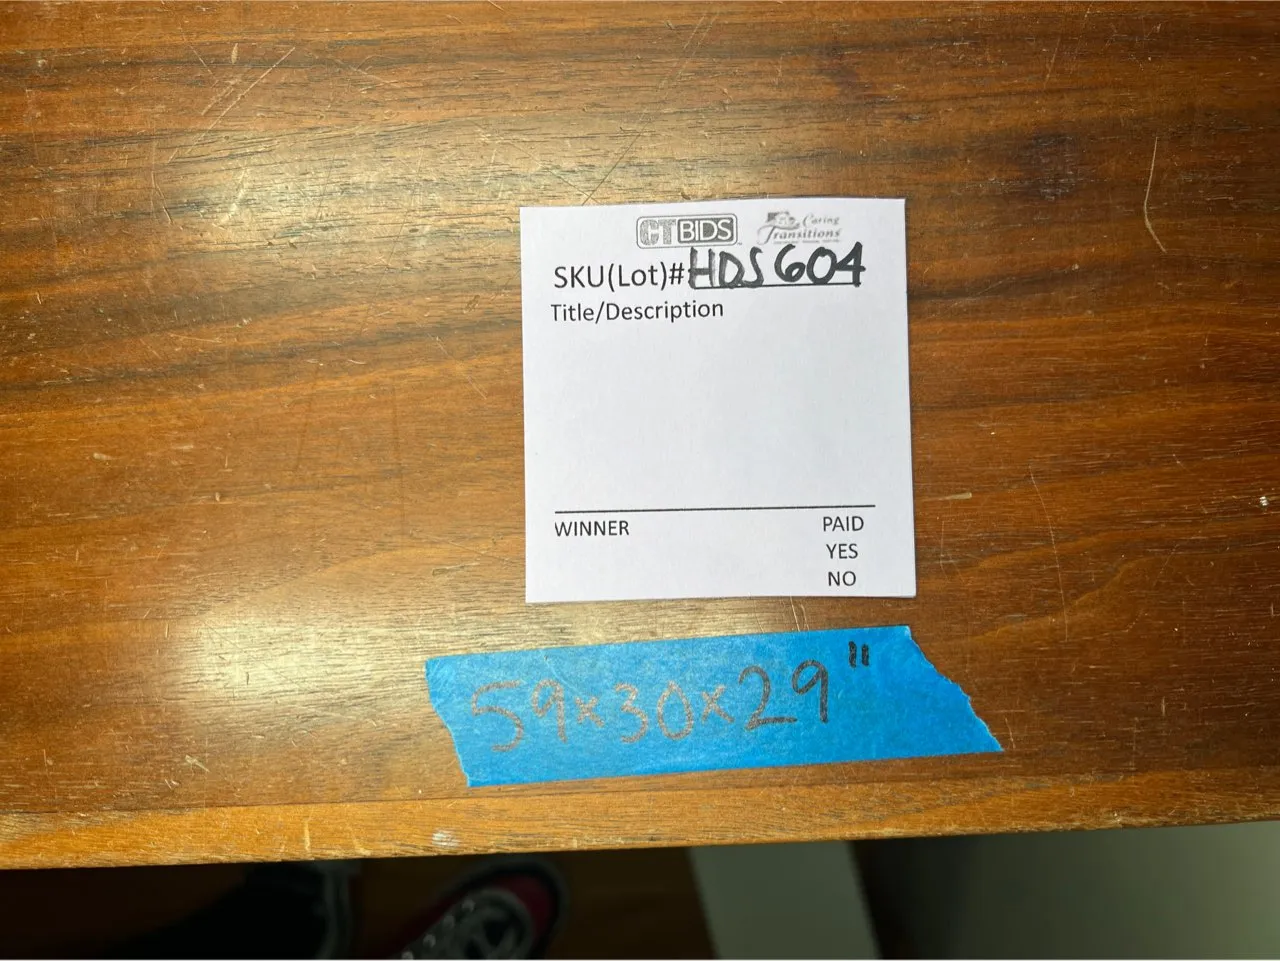 CTBIDS Caring Transitions
SKU(Lot)# HDS604
Title/Description
WINNER PAID
YES
NO
59x30x29"